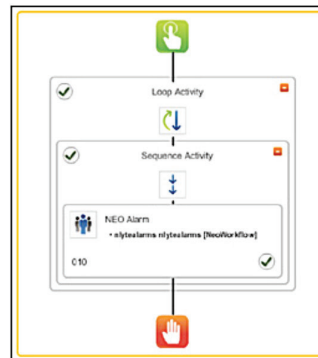 Loop Activity
Sequence Activity
NEO Alarm
• nlytealarms nlytealarms [NeoWorkflow]
010